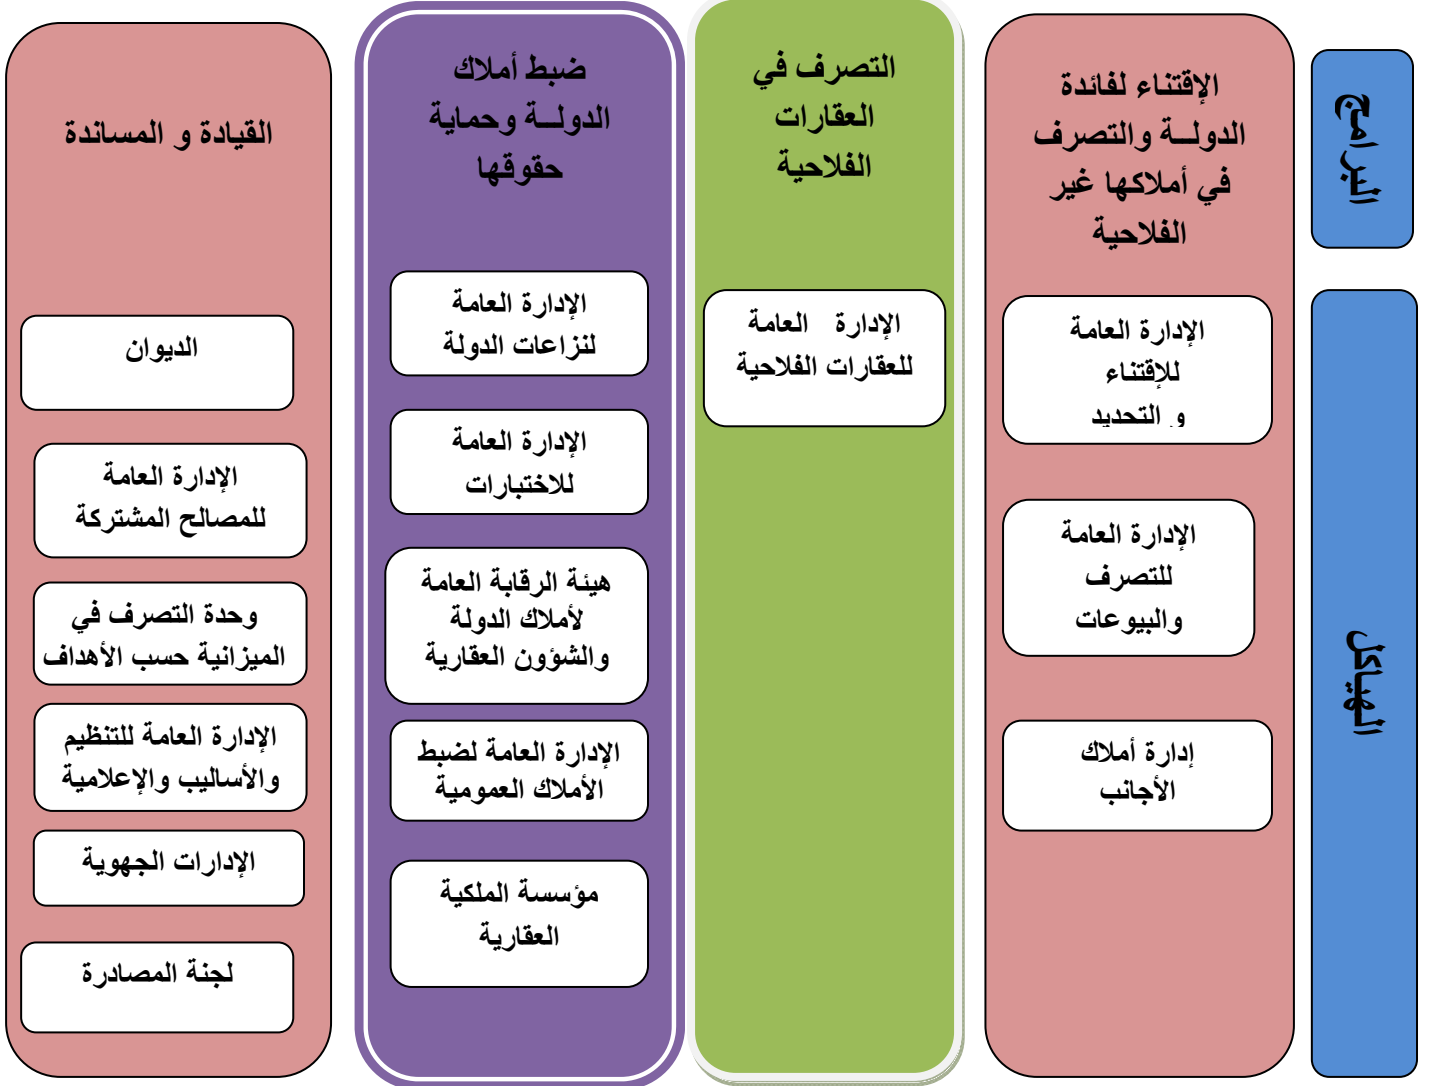 البرامج
الإقتناء لفائدة
الدولــة والتصرف
في أملاكها غير
الفلاحية
التصرف في
العقارات
الفلاحية
ضبط أملاك
الدولــة وحماية
حقوقها
القيادة و المساندة
الهياكل
الإدارة العامة
للإقتناء
و التحديد
الإدارة العامة
للتصرف
والبيوعات
إدارة أملاك
الأجانب
الإدارة العامة
للعقارات الفلاحية
الإدارة العامة
لنزاعات الدولة
الإدارة العامة
للاختبارات
هيئة الرقابة العامة
لأملاك الدولة
والشؤون العقارية
الإدارة العامة لضبط
الأملاك العمومية
مؤسسة الملكية
العقارية
الديوان
الإدارة العامة
للمصالح المشتركة
وحدة التصرف في
الميزانية حسب الأهداف
الإدارة العامة للتنظيم
والأساليب والإعلامية
الإدارات الجهوية
لجنة المصادرة